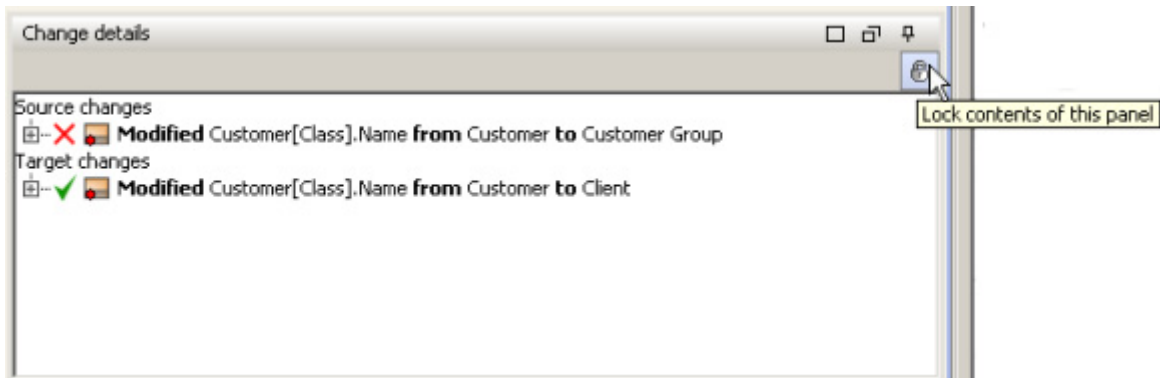 Change details
Lock contents of this panel
Source changes
Modified Customer[Class].Name from Customer to Customer Group
Target changes
Modified Customer[Class].Name from Customer to Client